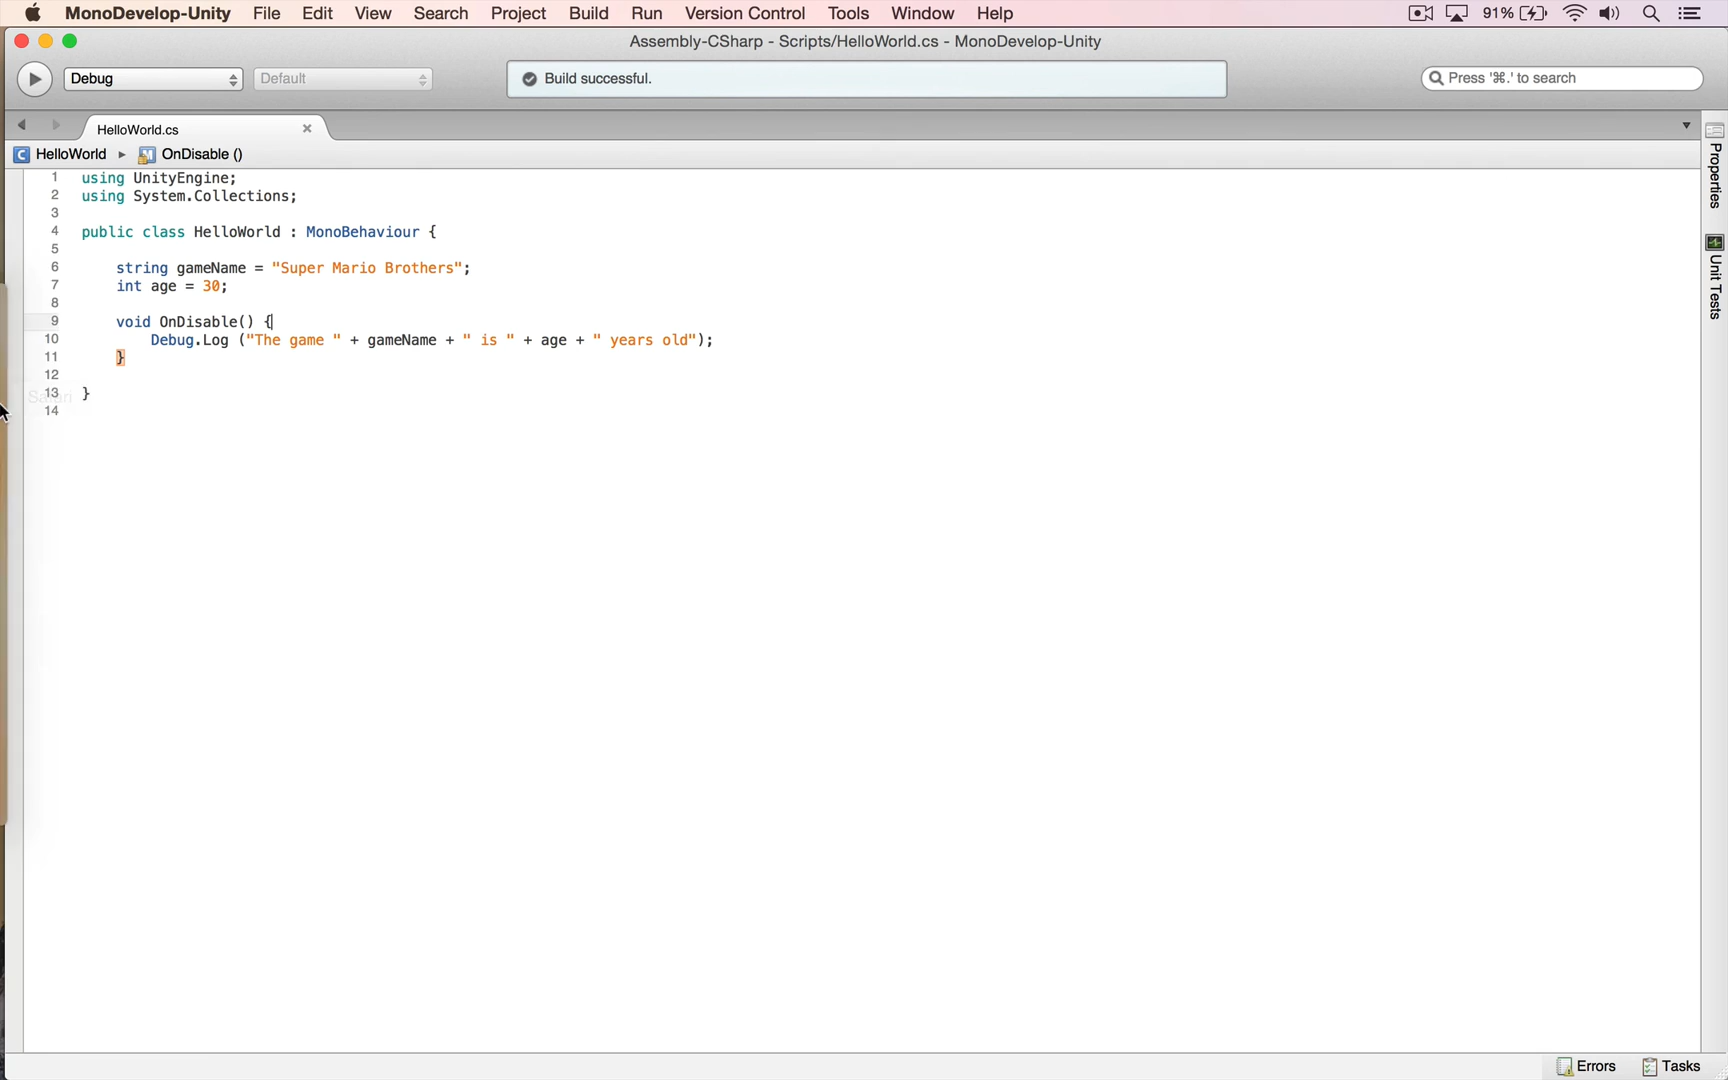 MonoDevelop-Unity File Edit View Search Project Build Run Version Control Tools Window Help 91%
Assembly-CSharp - Scripts/HelloWorld.cs - MonoDevelop-Unity
Debug Default Build successful. Press '⌘.' to search
HelloWorld.cs
HelloWorld OnDisable ()
1 using UnityEngine;
2 using System.Collections;
3
4 public class HelloWorld : MonoBehaviour {
5
6 string gameName = "Super Mario Brothers";
7 int age = 30;
8
9 void OnDisable() {
10 Debug.Log ("The game " + gameName + " is " + age + " years old");
11 }
12
13 }
14
Safari
Properties
Unit Tests
Errors Tasks